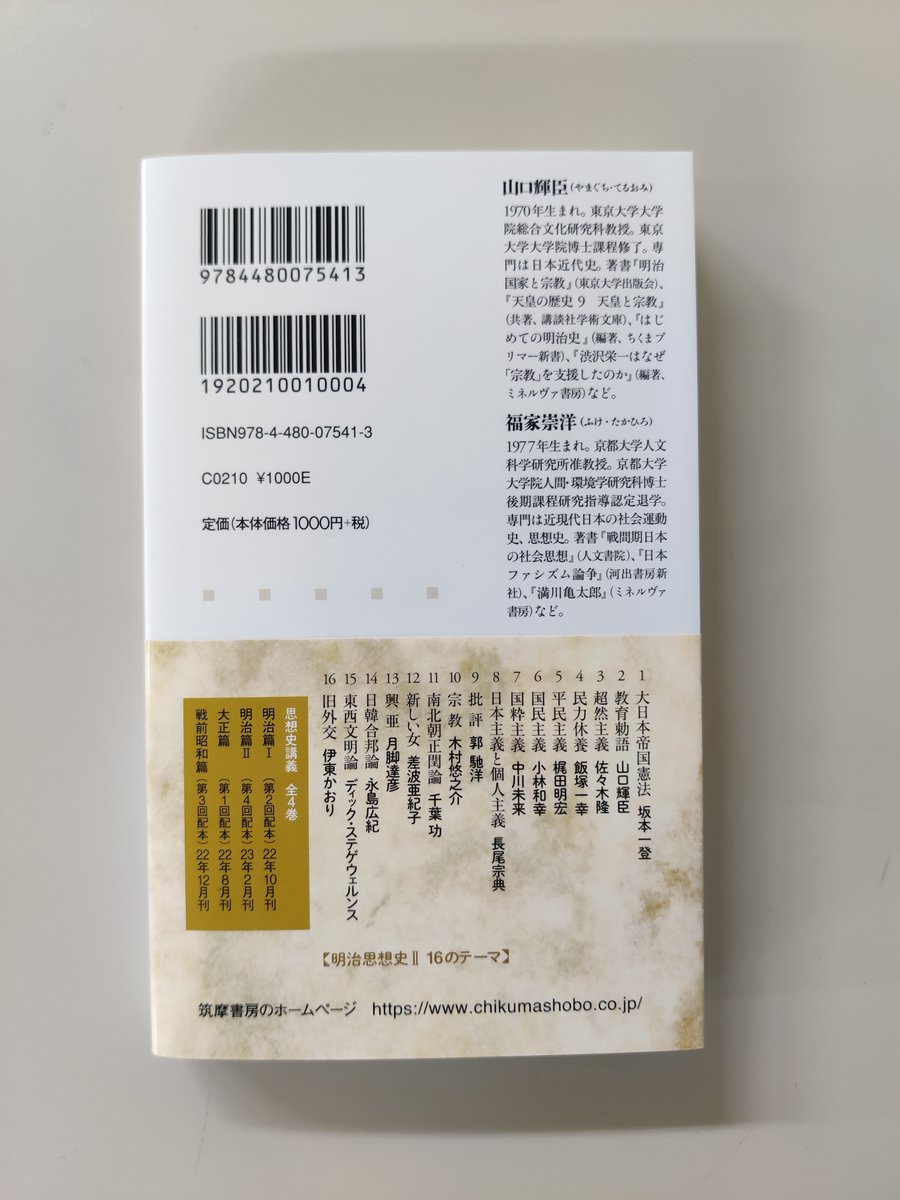 9784480075413
1920210010004
ISBN978-4-480-07541-3
C0210 ¥1000E
定価(本体価格1000円+税)
山口輝臣(やまぐち・てるおみ)
1970年生まれ。東京大学大学
院総合文化研究科教授。東京
大学大学院博士課程修了。専
門は日本近代史。著書『明治
国家と宗教』(東京大学出版会)、
『天皇の歴史9 天皇と宗教』
(共著、講談社学術文庫)、『はじ
めての明治史』(編著、ちくまプ
リマー新書)、『渋沢栄一はなぜ
「宗教」を支援したのか』(編著、
ミネルヴァ書房)など。
福家崇洋(ふけ・たかひろ)
1977年生まれ。京都大学人文
科学研究所准教授。京都大学
大学院人間・環境学研究科博士
後期課程研究指導認定退学。
専門は近現代日本の社会運動
史、思想史。著書『戦間期日本
の社会思想』(人文書院)、『日本
ファシズム論争』(河出書房新
社)、『満川亀太郎』(ミネルヴァ
書房)など。
1 大日本帝国憲法 坂本一登
2 教育勅語 山口輝臣
3 超然主義 佐々木隆
4 民力休養 飯塚一幸
5 平民主義 梶田明宏
6 国民主義 小林和幸
7 国粋主義 中川未来
8 日本主義と個人主義 長尾宗典
9 批評 郭馳洋
10 宗教 木村悠之介
11 南北朝正閏論 千葉功
12 新しい女 差波亜紀子
13 興亜 月脚達彦
14 日韓合邦論 永島広紀
15 東西文明論 ディック・ステゲウェルンス
16 旧外交 伊東かおり
思想史講義 全4巻
明治篇Ⅰ (第2回配本) 22年10月刊
明治篇Ⅱ (第4回配本) 23年2月刊
大正篇 (第1回配本) 22年8月刊
戦前昭和篇 (第3回配本) 22年12月刊
【明治思想史Ⅱ 16のテーマ】
筑摩書房のホームページ https://www.chikumashobo.co.jp/